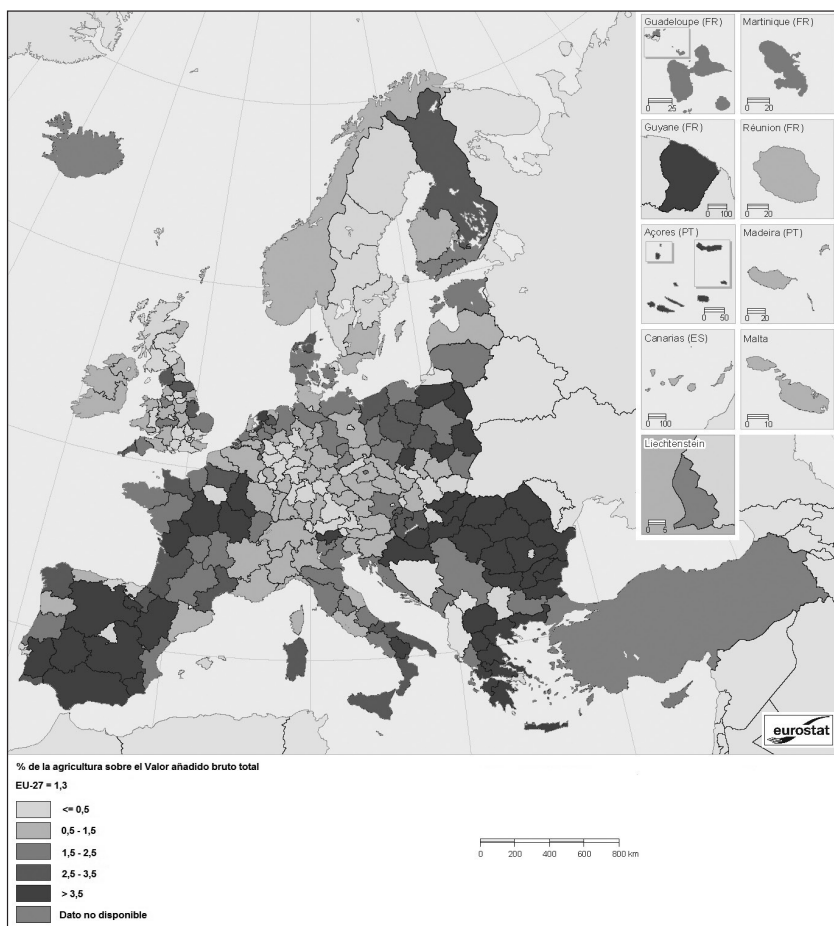 Guadeloupe (FR)
0 25
Martinique (FR)
0 20
Guyane (FR)
0 100
Réunion (FR)
0 20
Açores (PT)
0 50
Madeira (PT)
0 20
Canarias (ES)
0 100
Malta
0 10
Liechtenstein
0 5
eurostat
% de la agricultura sobre el Valor añadido bruto total
EU-27 = 1,3
<= 0,5
0,5 - 1,5
1,5 - 2,5
2,5 - 3,5
> 3,5
Dato no disponible
0 200 400 600 800 km